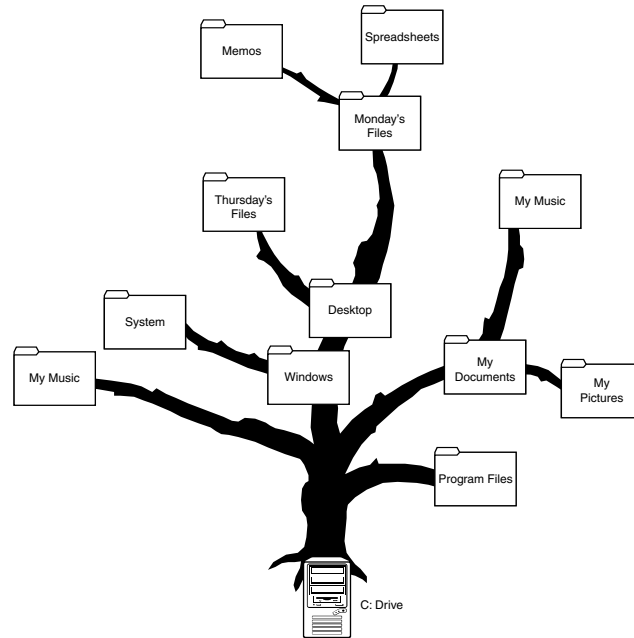 Spreadsheets
Memos
Monday's
Files
Thursday's
Files
My Music
Desktop
System
My Music
Windows
My
Documents
My
Pictures
Program Files
C: Drive